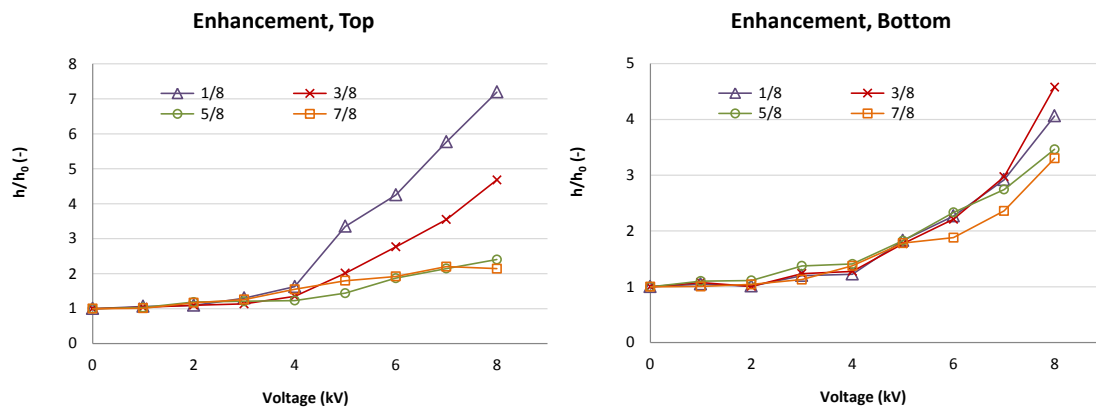 Enhancement, Top
8
7
6
5
4
3
2
1
0
h/h₀ (-)
1/8
3/8
5/8
7/8
0 2 4 6 8
Voltage (kV)
Enhancement, Bottom
5
4
3
2
1
0
h/h₀ (-)
1/8
3/8
5/8
7/8
0 2 4 6 8
Voltage (kV)